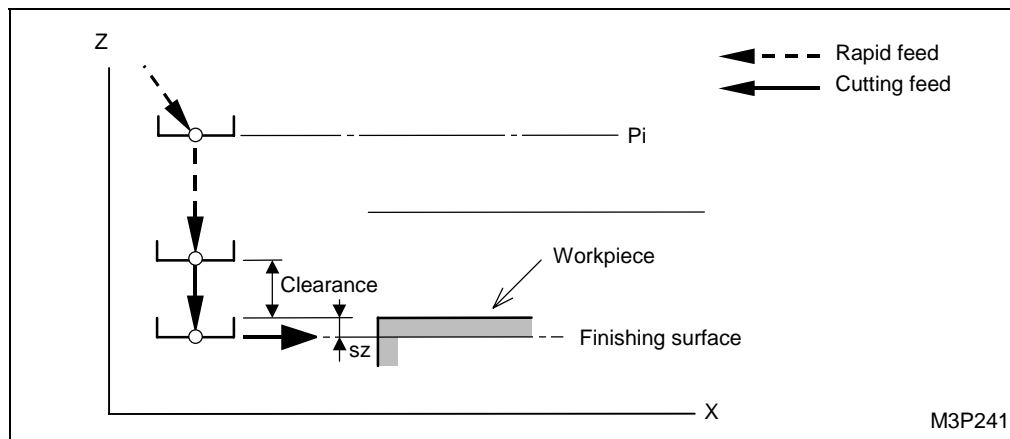 Z
Rapid feed
Cutting feed
Pi
Workpiece
Clearance
sz
Finishing surface
X
M3P241